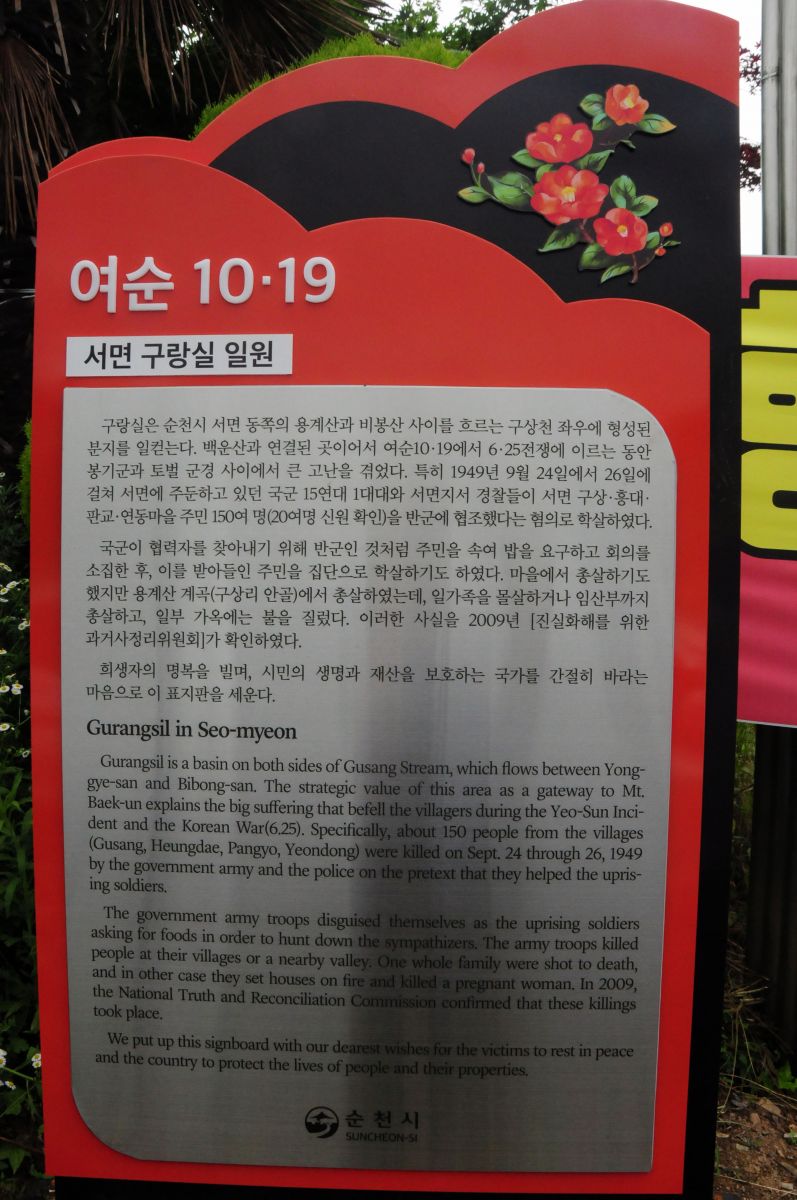 여순 10·19
서면 구랑실 일원
구랑실은 순천시 서면 동쪽의 용계산과 비봉산 사이를 흐르는 구상천 좌우에 형성된
분지를 일컫는다. 백운산과 연결된 곳이어서 여순10·19에서 6·25전쟁에 이르는 동안
봉기군과 토벌 군경 사이에서 큰 고난을 겪었다. 특히 1949년 9월 24일에서 26일에
걸쳐 서면에 주둔하고 있던 국군 15연대 1대대와 서면지서 경찰들이 서면 구상·홍대·
판교·연동마을 주민 150여 명(20여명 신원 확인)을 반군에 협조했다는 혐의로 학살하였다.
국군이 협력자를 찾아내기 위해 반군인 것처럼 주민을 속여 밥을 요구하고 회의를
소집한 후, 이를 받아들인 주민을 집단으로 학살하기도 하였다. 마을에서 총살하기도
했지만 용계산 계곡(구상리 안골)에서 총살하였는데, 일가족을 몰살하거나 임산부까지
총살하고, 일부 가옥에는 불을 질렀다. 이러한 사실을 2009년 [진실화해를 위한
과거사정리위원회]가 확인하였다.
희생자의 명복을 빌며, 시민의 생명과 재산을 보호하는 국가를 간절히 바라는
마음으로 이 표지판을 세운다.
Gurangsil in Seo-myeon
Gurangsil is a basin on both sides of Gusang Stream, which flows between Yong-
gye-san and Bibong-san. The strategic value of this area as a gateway to Mt.
Baek-un explains the big suffering that befell the villagers during the Yeo-Sun Inci-
dent and the Korean War(6.25). Specifically, about 150 people from the villages
(Gusang, Heungdae, Pangyo, Yeondong) were killed on Sept. 24 through 26, 1949
by the government army and the police on the pretext that they helped the upris-
ing soldiers.
The government army troops disguised themselves as the uprising soldiers
asking for foods in order to hunt down the sympathizers. The army troops killed
people at their villages or a nearby valley. One whole family were shot to death,
and in other case they set houses on fire and killed a pregnant woman. In 2009,
the National Truth and Reconciliation Commission confirmed that these killings
took place.
We put up this signboard with our dearest wishes for the victims to rest in peace
and the country to protect the lives of people and their properties.
순천시
SUNCHEON-SI